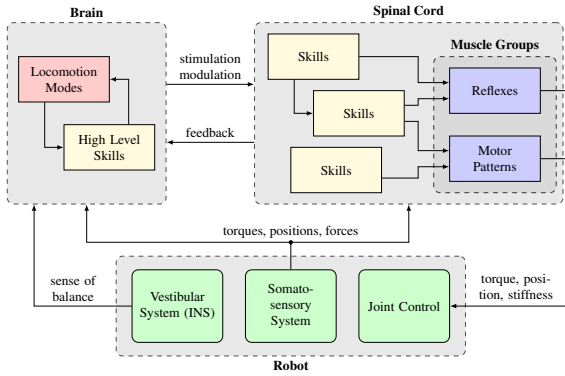 Brain
Spinal Cord
Locomotion
Modes
High Level
Skills
stimulation
modulation
feedback
Skills
Skills
Skills
Muscle Groups
Reflexes
Motor
Patterns
torques, positions, forces
sense of
balance
Vestibular
System (INS)
Somato-
sensory
System
Joint Control
torque, posi-
tion, stiffness
Robot